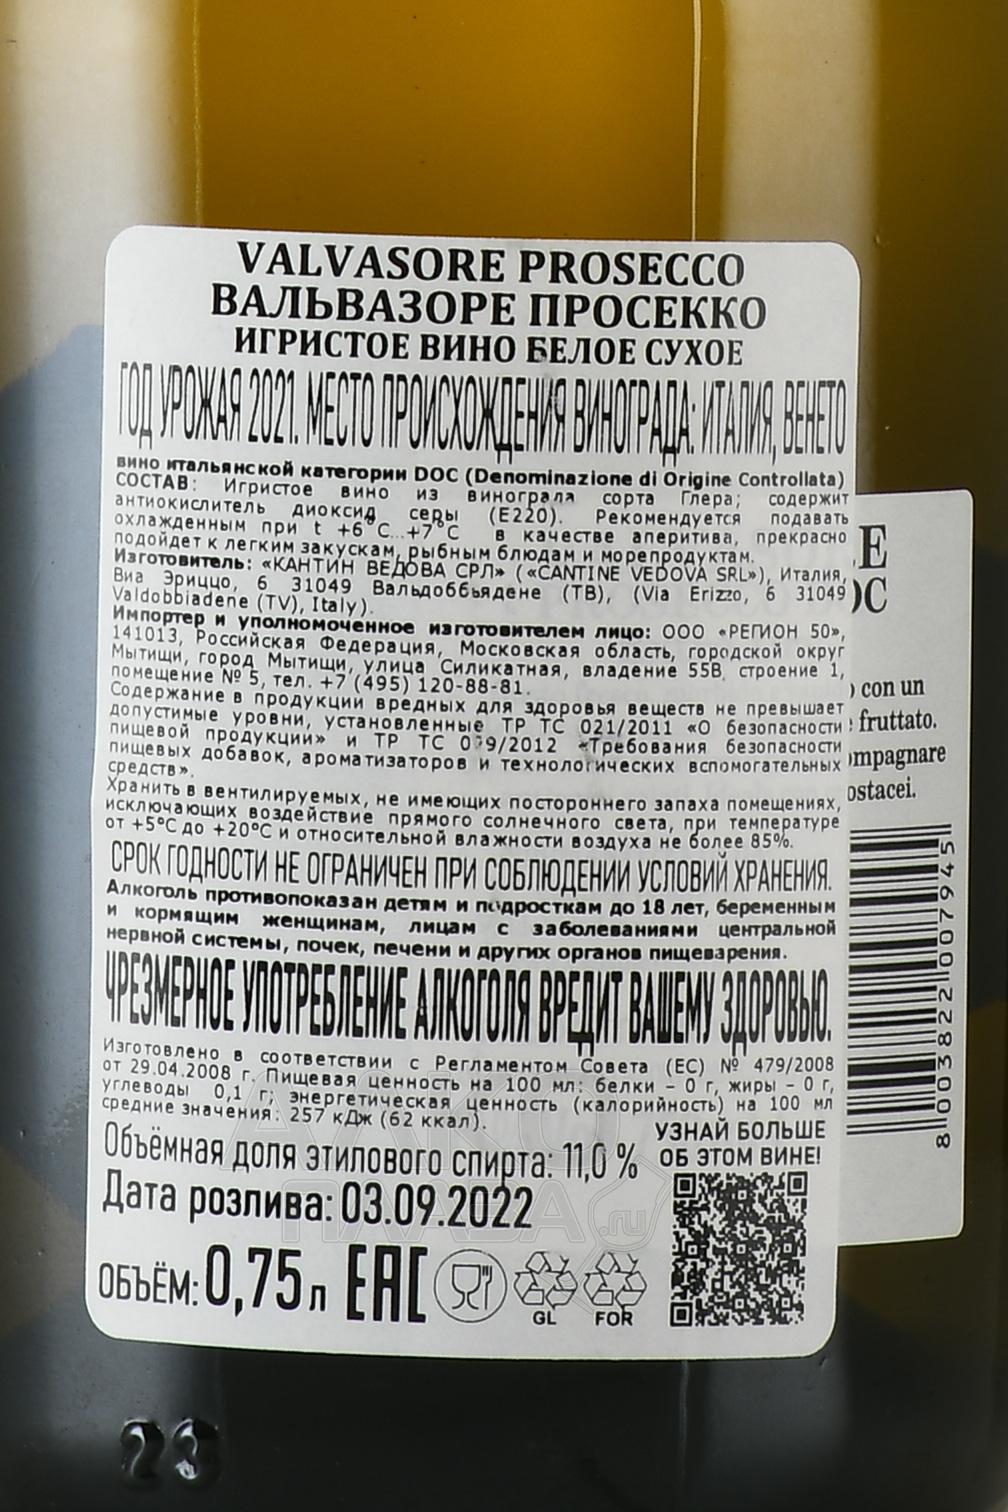 VALVASORE PROSECCO
ВАЛЬВАЗОРЕ ПРОСЕККО
ИГРИСТОЕ ВИНО БЕЛОЕ СУХОЕ
ГОД УРОЖАЯ 2021. МЕСТО ПРОИСХОЖДЕНИЯ ВИНОГРАДА: ИТАЛИЯ, ВЕНЕТО
вино итальянской категории DOC (Denominazione di Origine Controllata)
СОСТАВ: Игристое вино из винограда сорта Глера; содержит
антиокислитель диоксид серы (Е220). Рекомендуется подавать
охлажденным при t +6°С...+7°С в качестве аперитива, прекрасно
подойдет к легким закускам, рыбным блюдам и морепродуктам.
Изготовитель: «КАНТИН ВЕДОВА СРЛ» («CANTINE VEDOVA SRL»), Италия,
Виа Эриццо, 6 31049 Вальдоббьядене (ТВ), (Via Erizzo, 6 31049
Valdobbiadene (TV), Italy).
Импортер и уполномоченное изготовителем лицо: ООО «РЕГИОН 50»,
141013, Российская Федерация, Московская область, городской округ
Мытищи, город Мытищи, улица Силикатная, владение 55В, строение 1,
помещение № 5, тел. +7 (495) 120-88-81.
Содержание в продукции вредных для здоровья веществ не превышает
допустимые уровни, установленные ТР ТС 021/2011 «О безопасности
пищевой продукции» и ТР ТС 029/2012 «Требования безопасности
пищевых добавок, ароматизаторов и технологических вспомогательных
средств».
Хранить в вентилируемых, не имеющих постороннего запаха помещениях,
исключающих воздействие прямого солнечного света, при температуре
от +5°С до +20°С и относительной влажности воздуха не более 85%.
СРОК ГОДНОСТИ НЕ ОГРАНИЧЕН ПРИ СОБЛЮДЕНИИ УСЛОВИЙ ХРАНЕНИЯ.
Алкоголь противопоказан детям и подросткам до 18 лет, беременным
и кормящим женщинам, лицам с заболеваниями центральной
нервной системы, почек, печени и других органов пищеварения.
ЧРЕЗМЕРНОЕ УПОТРЕБЛЕНИЕ АЛКОГОЛЯ ВРЕДИТ ВАШЕМУ ЗДОРОВЬЮ.
Изготовлено в соответствии с Регламентом Совета (ЕС) № 479/2008
от 29.04.2008 г. Пищевая ценность на 100 мл: белки – 0 г, жиры – 0 г,
углеводы 0,1 г; энергетическая ценность (калорийность) на 100 мл
средние значения: 257 кДж (62 ккал).
Объёмная доля этилового спирта: 11,0 %
Дата розлива: 03.09.2022
ОБЪЁМ: 0,75 л EAC
GL FOR
УЗНАЙ БОЛЬШЕ
ОБ ЭТОМ ВИНЕ!
E
OC
con un
fruttato.
ompagnare
ostacei.
8 003822 007945
АЛКО
ПЛАЗА.ru
23